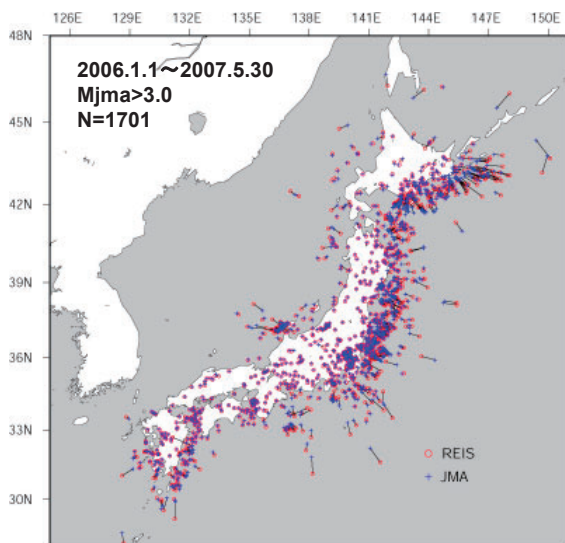 126E 129E 132E 135E 138E 141E 144E 147E 150E
48N
2006.1.1～2007.5.30
Mjma>3.0
N=1701
45N
42N
39N
36N
33N
REIS
JMA
30N